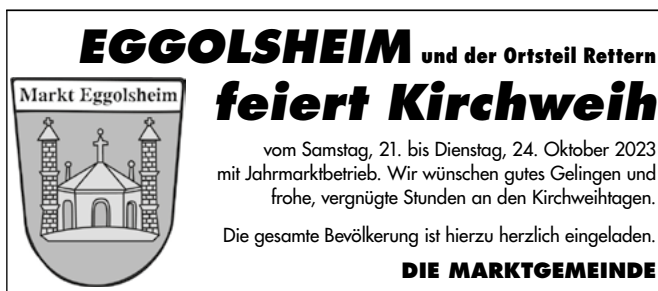 EGGOLSHEIM und der Ortsteil Rettern
Markt Eggolsheim
feiert Kirchweih
vom Samstag, 21. bis Dienstag, 24. Oktober 2023
mit Jahrmarktbetrieb. Wir wünschen gutes Gelingen und
frohe, vergnügte Stunden an den Kirchweihtagen.
Die gesamte Bevölkerung ist hierzu herzlich eingeladen.
DIE MARKTGEMEINDE